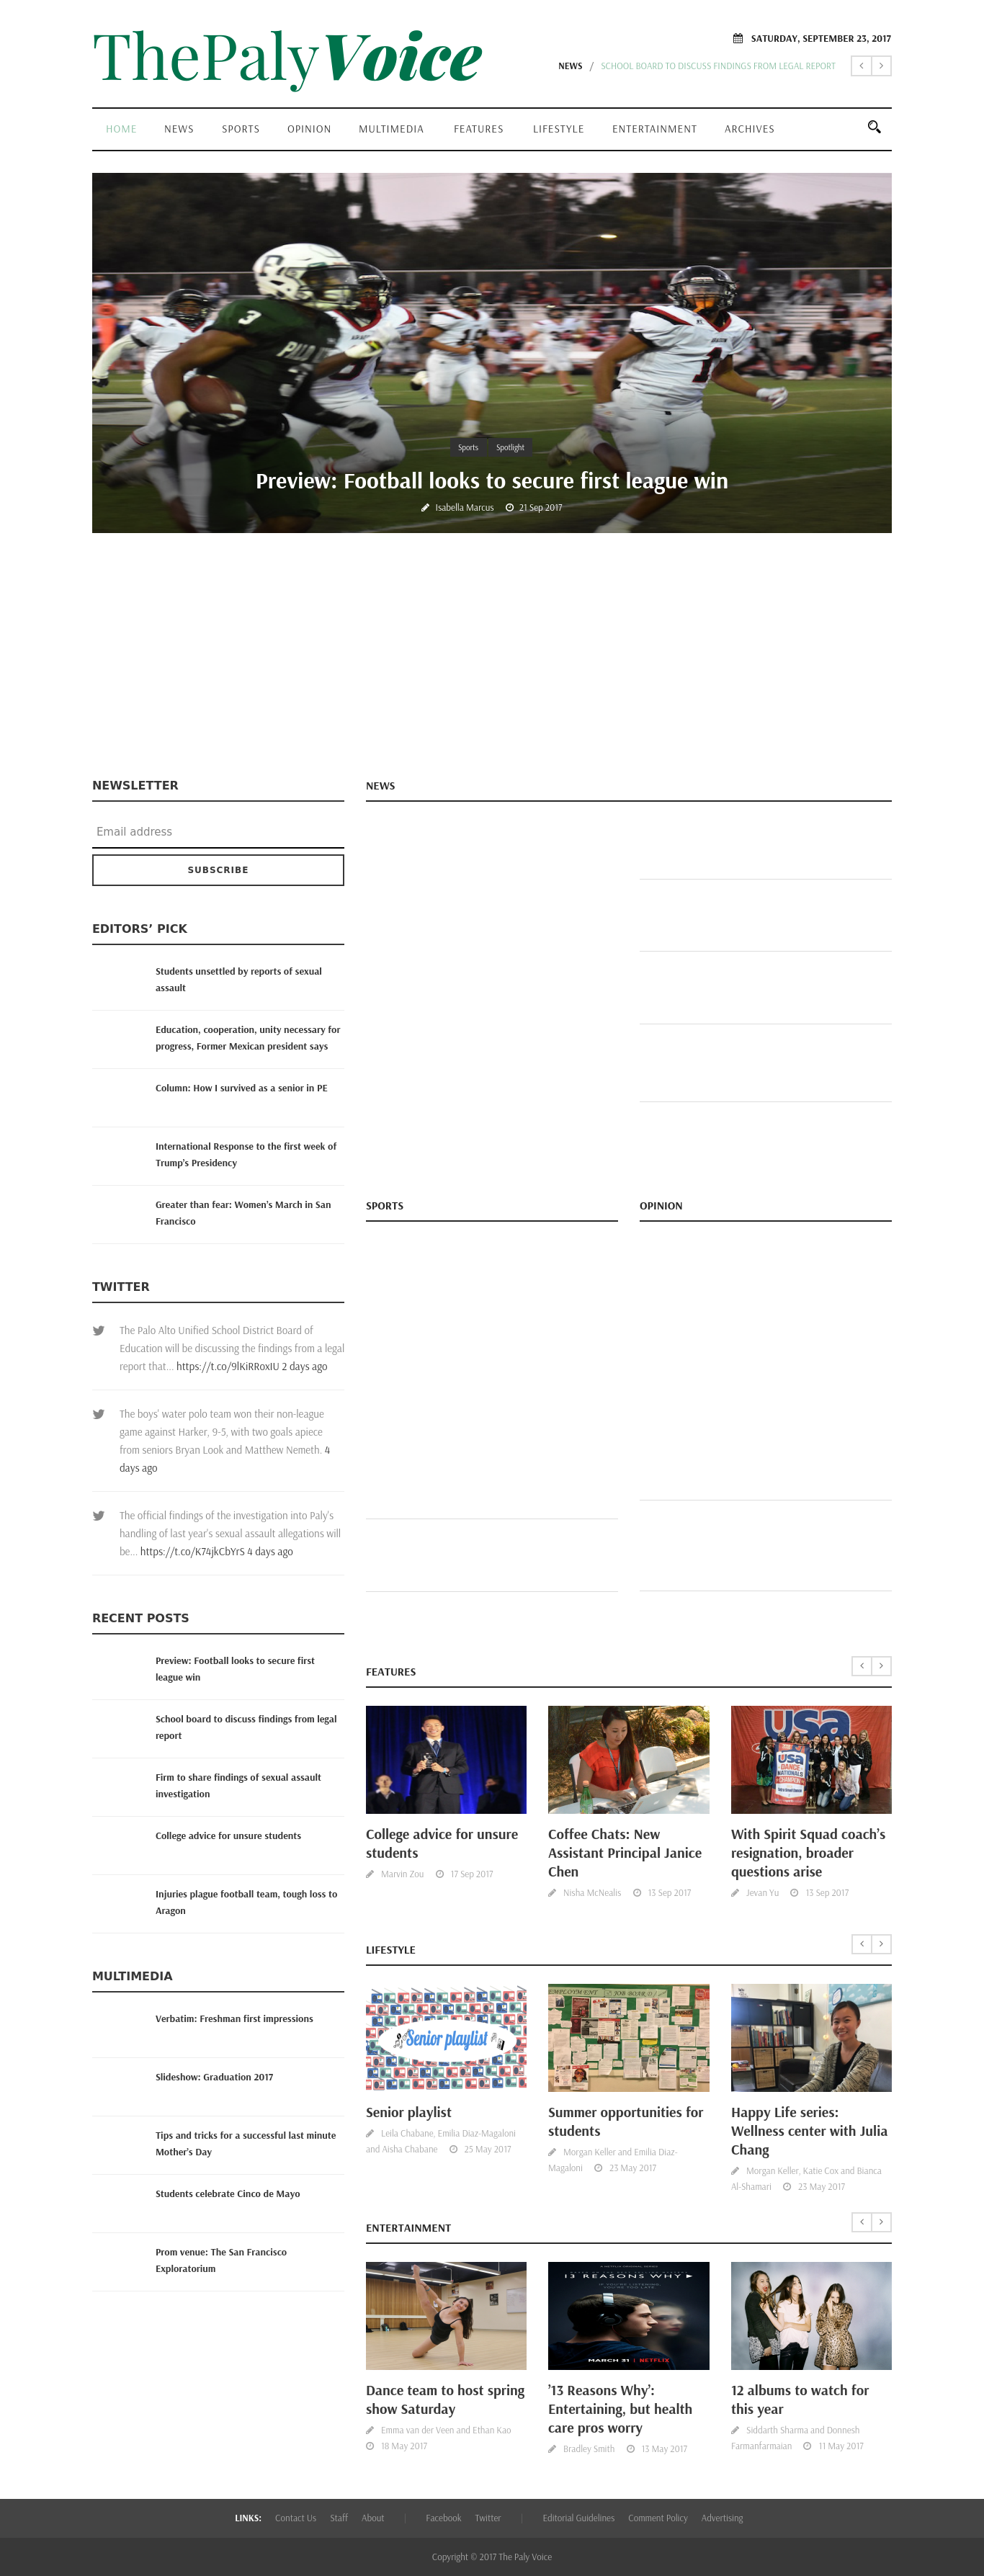 ThePalyVoice
SATURDAY, SEPTEMBER 23, 2017
NEWS / SCHOOL BOARD TO DISCUSS FINDINGS FROM LEGAL REPORT
HOME NEWS SPORTS OPINION MULTIMEDIA FEATURES LIFESTYLE ENTERTAINMENT ARCHIVES
3
Sports Spotlight
Preview: Football looks to secure first league win
Isabella Marcus 21 Sep 2017
NEWSLETTER
Email address
SUBSCRIBE
EDITORS’ PICK
Students unsettled by reports of sexual
assault
Education, cooperation, unity necessary for
progress, Former Mexican president says
Column: How I survived as a senior in PE
International Response to the first week of
Trump’s Presidency
Greater than fear: Women’s March in San
Francisco
TWITTER
The Palo Alto Unified School District Board of
Education will be discussing the findings from a legal
report that... https://t.co/9lKiRRoxIU 2 days ago
The boys' water polo team won their non-league
game against Harker, 9-5, with two goals apiece
from seniors Bryan Look and Matthew Nemeth. 4
days ago
The official findings of the investigation into Paly's
handling of last year's sexual assault allegations will
be... https://t.co/K74jkCbYrS 4 days ago
RECENT POSTS
Preview: Football looks to secure first
league win
School board to discuss findings from legal
report
Firm to share findings of sexual assault
investigation
College advice for unsure students
Injuries plague football team, tough loss to
Aragon
MULTIMEDIA
Verbatim: Freshman first impressions
Slideshow: Graduation 2017
Tips and tricks for a successful last minute
Mother’s Day
Students celebrate Cinco de Mayo
Prom venue: The San Francisco
Exploratorium
NEWS
SPORTS
OPINION
FEATURES
usa
usa
DANCE
NATIONALS
CHAMPION
College advice for unsure
students
Marvin Zou 17 Sep 2017
Coffee Chats: New
Assistant Principal Janice
Chen
Nisha McNealis 13 Sep 2017
With Spirit Squad coach’s
resignation, broader
questions arise
Jevan Yu 13 Sep 2017
LIFESTYLE
Senior playlist
EMPLOYMENT JOB BOARD
Senior playlist
Leila Chabane, Emilia Diaz-Magaloni
and Aisha Chabane 25 May 2017
Summer opportunities for
students
Morgan Keller and Emilia Diaz-
Magaloni 23 May 2017
Happy Life series:
Wellness center with Julia
Chang
Morgan Keller, Katie Cox and Bianca
Al-Shamari 23 May 2017
ENTERTAINMENT
A NETFLIX ORIGINAL SERIES
13 REASONS WHY
MARCH 31 | NETFLIX
Dance team to host spring
show Saturday
Emma van der Veen and Ethan Kao
18 May 2017
’13 Reasons Why’:
Entertaining, but health
care pros worry
Bradley Smith 13 May 2017
12 albums to watch for
this year
Siddarth Sharma and Donnesh
Farmanfarmaian 11 May 2017
LINKS: Contact Us Staff About | Facebook Twitter | Editorial Guidelines Comment Policy Advertising
Copyright © 2017 The Paly Voice